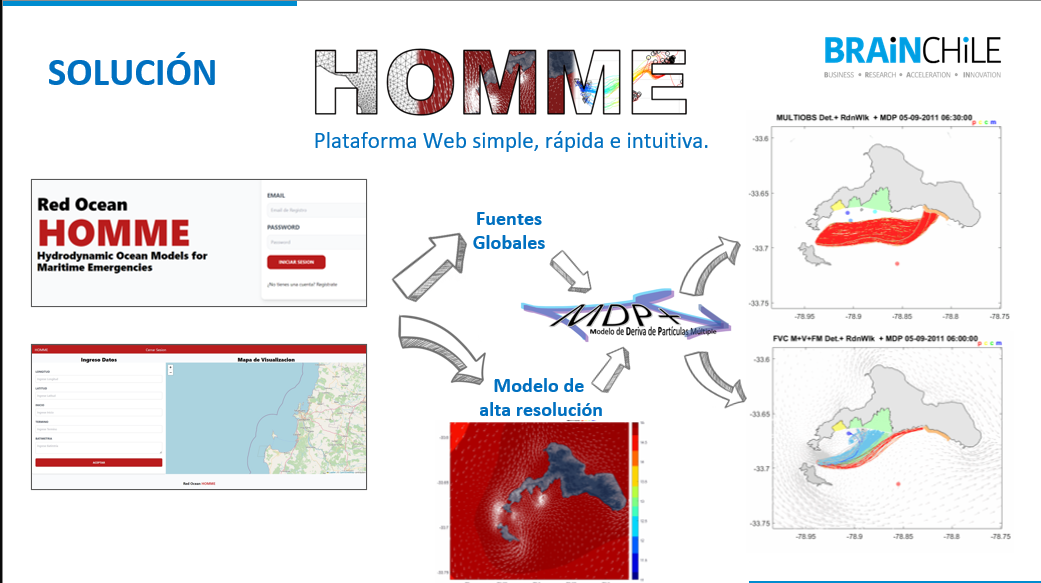 SOLUCIÓN
HOMME
BRAiNCHiLE
BUSINESS • RESEARCH • ACCELERATION • INNOVATION
Plataforma Web simple, rápida e intuitiva.
Red Ocean
HOMME
Hydrodynamic Ocean Models for
Maritime Emergencies
EMAIL
Email de Registro
PASSWORD
Password
INICIAR SESION
¿No tienes una cuenta? Registrate
HOMME
Cerrar Sesion
Ingreso Datos
Mapa de Visualizacion
LONGITUD
LATITUD
INICIO
ACEPTAR
Red Ocean HOMME
Fuentes
Globales
MDP+
Modelo de Deriva de Partículas Múltiple
Modelo de
alta resolución
MULTIOBS Det.+ RdnWlk + MDP 05-09-2011 06:30:00
-33.6
-33.65
-33.7
-33.75
-78.95 -78.9 -78.85 -78.8 -78.75
FVC M+V+FM Det.+ RdnWlk + MDP 05-09-2011 06:00:00
-33.6
-33.65
-33.7
-33.75
-78.95 -78.9 -78.85 -78.8 -78.75